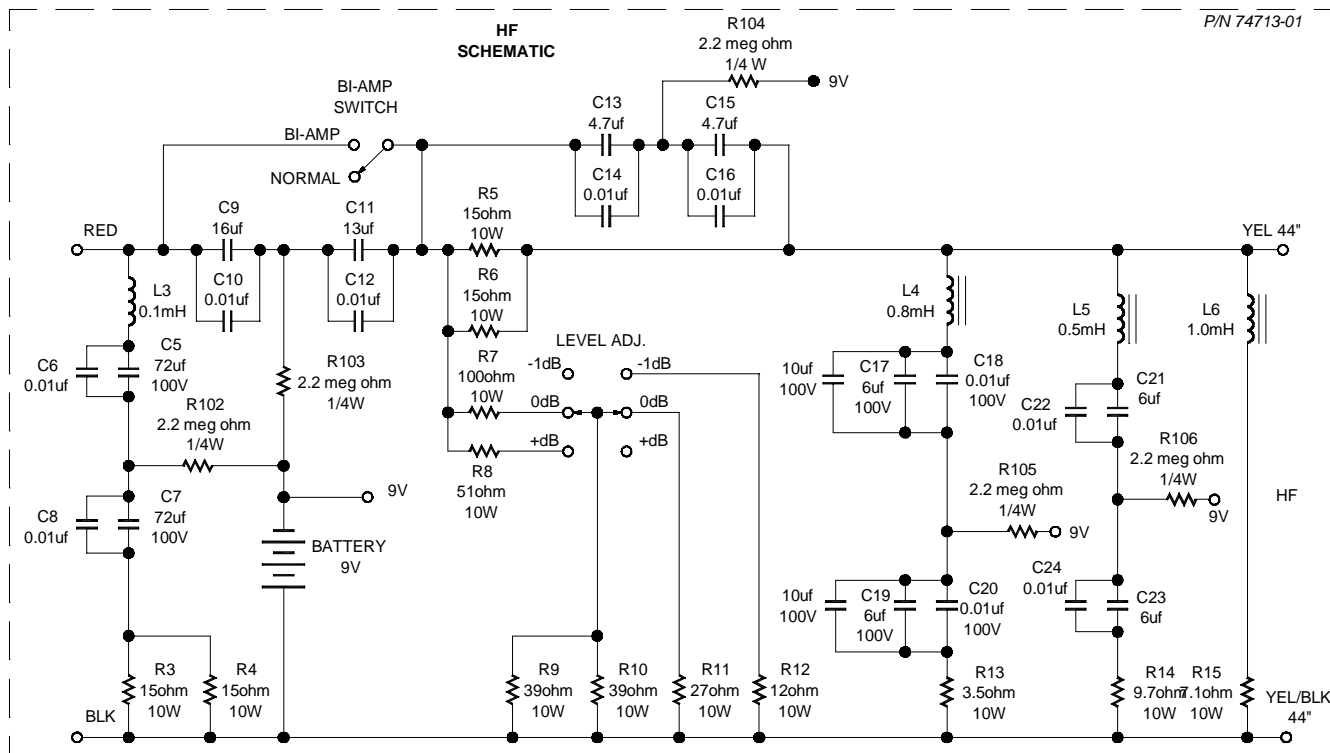 P/N 74713-01
HF
SCHEMATIC
R104
2.2 meg ohm
1/4 W
9V
BI-AMP
SWITCH
BI-AMP
NORMAL
C13
4.7uf
C15
4.7uf
C14
0.01uf
C16
0.01uf
RED
C9
16uf
C11
13uf
C10
0.01uf
C12
0.01uf
R5
15ohm
10W
YEL 44"
R6
15ohm
10W
L3
0.1mH
L4
0.8mH
L5
0.5mH
L6
1.0mH
C6
0.01uf
C5
72uf
100V
R103
2.2 meg ohm
1/4W
R7
100ohm
10W
LEVEL ADJ.
-1dB
-1dB
0dB
0dB
+dB
+dB
R8
51ohm
10W
10uf
100V
C17
6uf
100V
C18
0.01uf
100V
C22
0.01uf
C21
6uf
R102
2.2 meg ohm
1/4W
R105
2.2 meg ohm
1/4W
9V
R106
2.2 meg ohm
1/4W
9V
HF
9V
C8
0.01uf
C7
72uf
100V
BATTERY
9V
10uf
100V
C19
6uf
100V
C20
0.01uf
100V
C24
0.01uf
C23
6uf
R3
15ohm
10W
R4
15ohm
10W
R9
39ohm
10W
R10
39ohm
10W
R11
27ohm
10W
R12
12ohm
10W
R13
3.5ohm
10W
R14
9.7ohm
10W
R15
7.1ohm
10W
BLK
YEL/BLK
44"